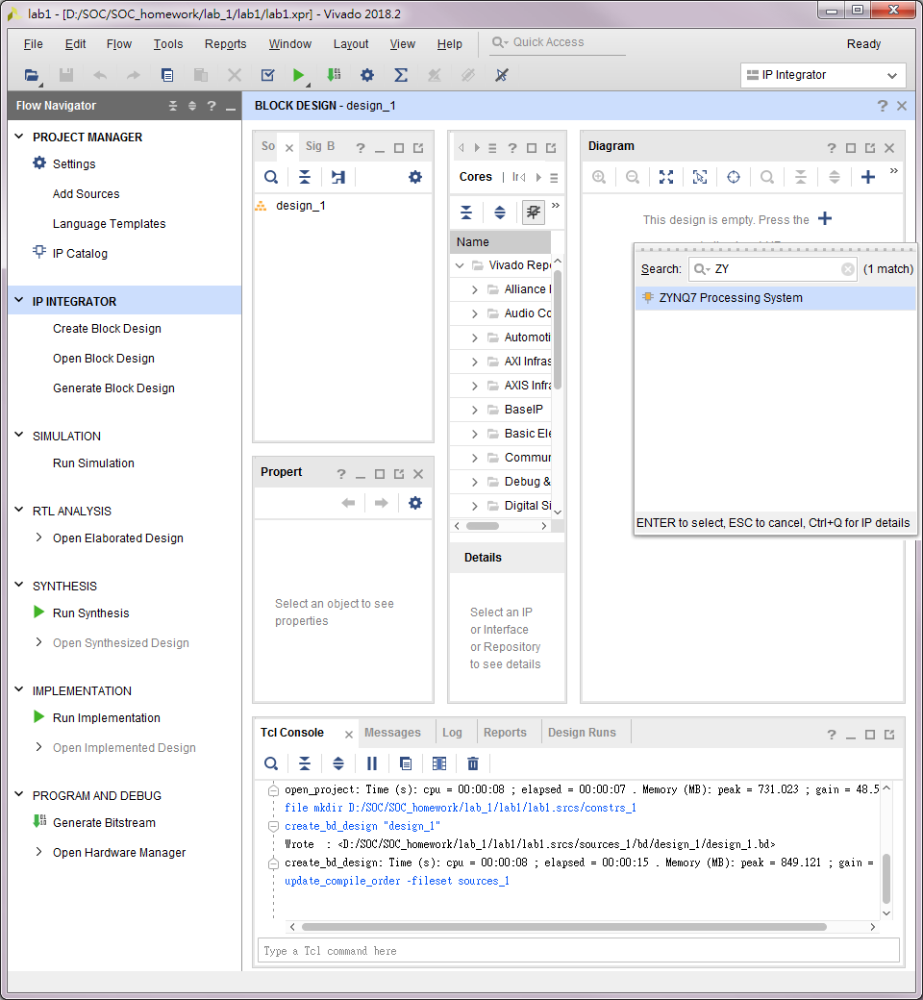 lab1 - [D:/SOC/SOC_homework/lab_1/lab1/lab1.xpr] - Vivado 2018.2
File Edit Flow Tools Reports Window Layout View Help Quick Access Ready
IP Integrator
Flow Navigator
PROJECT MANAGER
Settings
Add Sources
Language Templates
IP Catalog
IP INTEGRATOR
Create Block Design
Open Block Design
Generate Block Design
SIMULATION
Run Simulation
RTL ANALYSIS
Open Elaborated Design
SYNTHESIS
Run Synthesis
Open Synthesized Design
IMPLEMENTATION
Run Implementation
Open Implemented Design
PROGRAM AND DEBUG
Generate Bitstream
Open Hardware Manager
BLOCK DESIGN - design_1
So Sig B
design_1
Propert
Select an object to see
properties
Cores | Ir
Name
Vivado Repo
Alliance
Audio Co
Automoti
AXI Infras
AXIS Infra
BaseIP
Basic Ele
Commun
Debug &
Digital Si
Details
Select an IP
or Interface
or Repository
to see details
Diagram
This design is empty. Press the
Search: ZY (1 match)
ZYNQ7 Processing System
ENTER to select, ESC to cancel, Ctrl+Q for IP details
Tcl Console Messages Log Reports Design Runs
open_project: Time (s): cpu = 00:00:08 ; elapsed = 00:00:07 . Memory (MB): peak = 731.023 ; gain = 48.5
file mkdir D:/SOC/SOC_homework/lab_1/lab1/lab1.srcs/constrs_1
create_bd_design "design_1"
Wrote : <D:/SOC/SOC_homework/lab_1/lab1/lab1.srcs/sources_1/bd/design_1/design_1.bd>
create_bd_design: Time (s): cpu = 00:00:08 ; elapsed = 00:00:15 . Memory (MB): peak = 849.121 ; gain =
update_compile_order -fileset sources_1
Type a Tcl command here